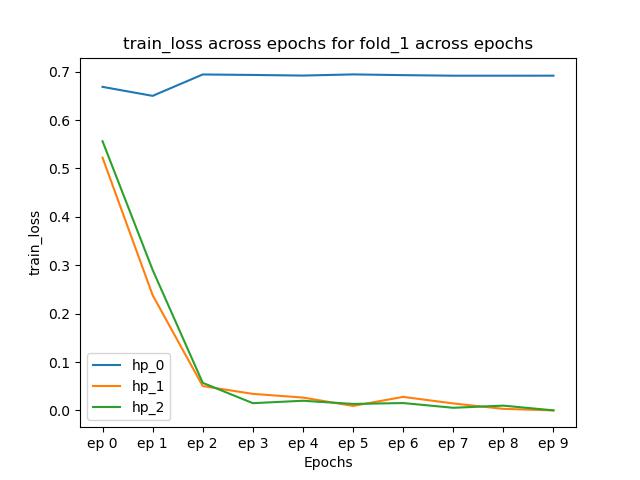 train_loss across epochs for fold_1 across epochs
train_loss
0.7
0.6
0.5
0.4
0.3
0.2
0.1
0.0
hp_0
hp_1
hp_2
ep 0 ep 1 ep 2 ep 3 ep 4 ep 5 ep 6 ep 7 ep 8 ep 9
Epochs